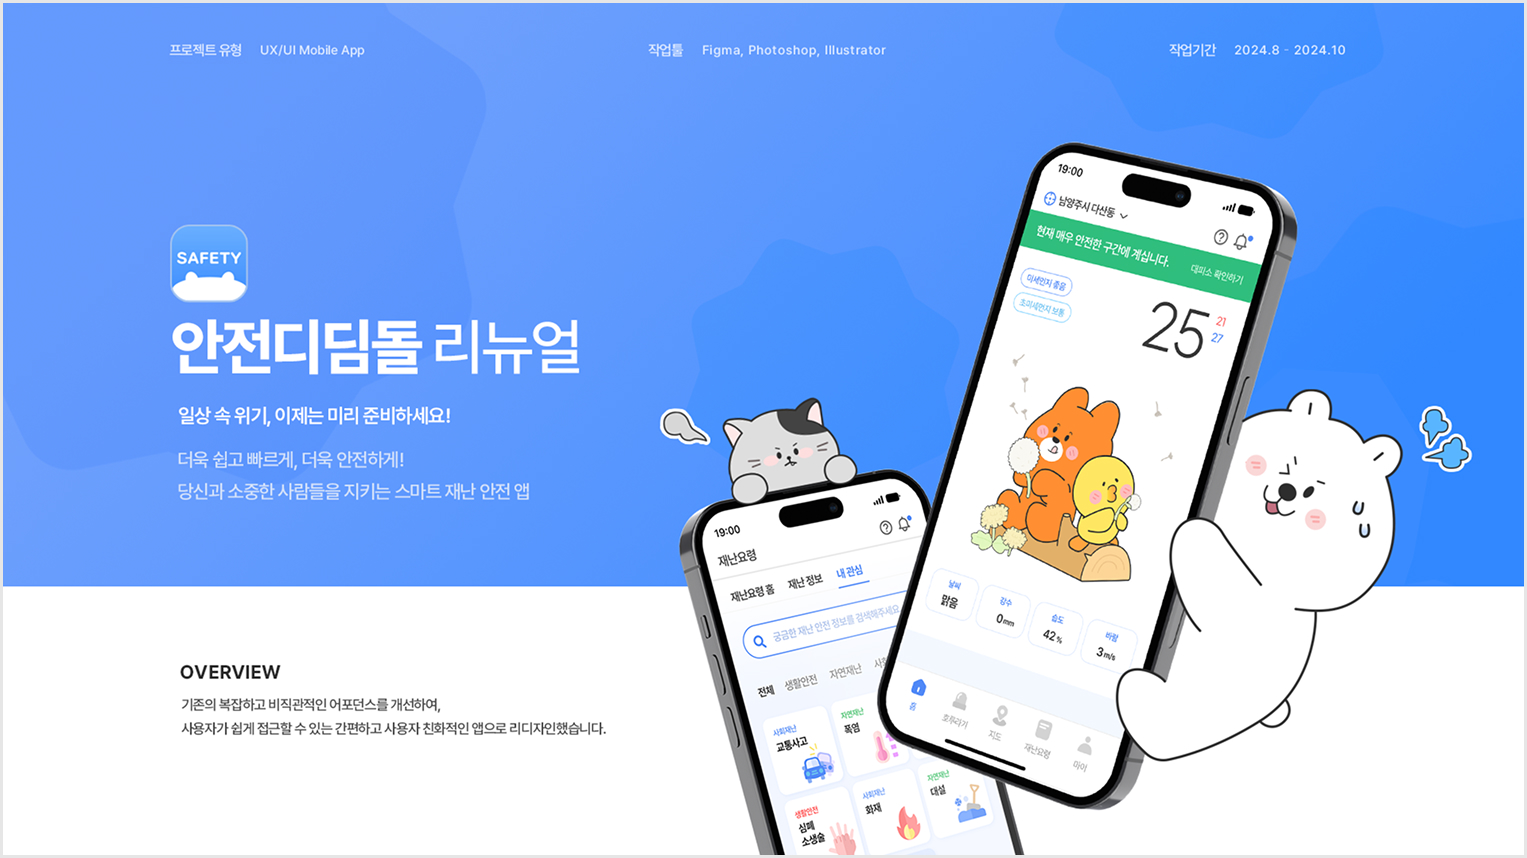 프로젝트 유형 UX/UI Mobile App
작업툴 Figma, Photoshop, Illustrator
작업기간 2024.8 - 2024.10
SAFETY
안전디딤돌 리뉴얼
일상 속 위기, 이제는 미리 준비하세요!
더욱 쉽고 빠르게, 더욱 안전하게!
당신과 소중한 사람들을 지키는 스마트 재난 안전 앱
OVERVIEW
기존의 복잡하고 비직관적인 어포던스를 개선하여,
사용자가 쉽게 접근할 수 있는 간편하고 사용자 친화적인 앱으로 리디자인했습니다.
19:00
재난요령
재난요령 홈 재난 정보 내 관심
궁금한 재난 안전 정보를 검색해주세요
전체 생활안전 자연재난 사회
사회재난
교통사고
자연재난
폭염
생활안전
심폐
소생술
사회재난
화재
자연재난
대설
19:00
남양주시 다산동
현재 매우 안전한 구간에 계십니다.
대피소 확인하기
미세먼지 좋음
초미세먼지 보통
25
21
27
날씨
맑음
강수
0mm
습도
42%
바람
3m/s
홈
호루라기
지도
재난요령
마이